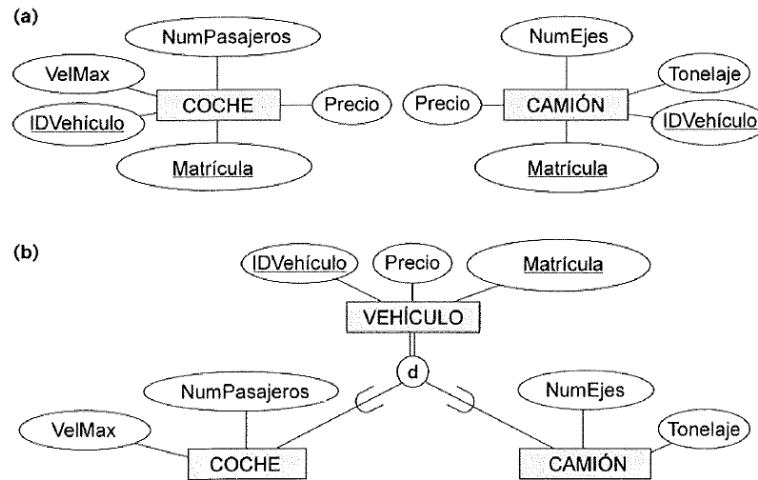 (a)
NumPasajeros
NumEjes
VelMax
Tonelaje
COCHE
Precio
Precio
CAMIÓN
IDVehículo
IDVehículo
Matrícula
Matrícula
(b)
IDVehículo
Precio
Matrícula
VEHÍCULO
d
NumPasajeros
NumEjes
VelMax
Tonelaje
COCHE
CAMIÓN